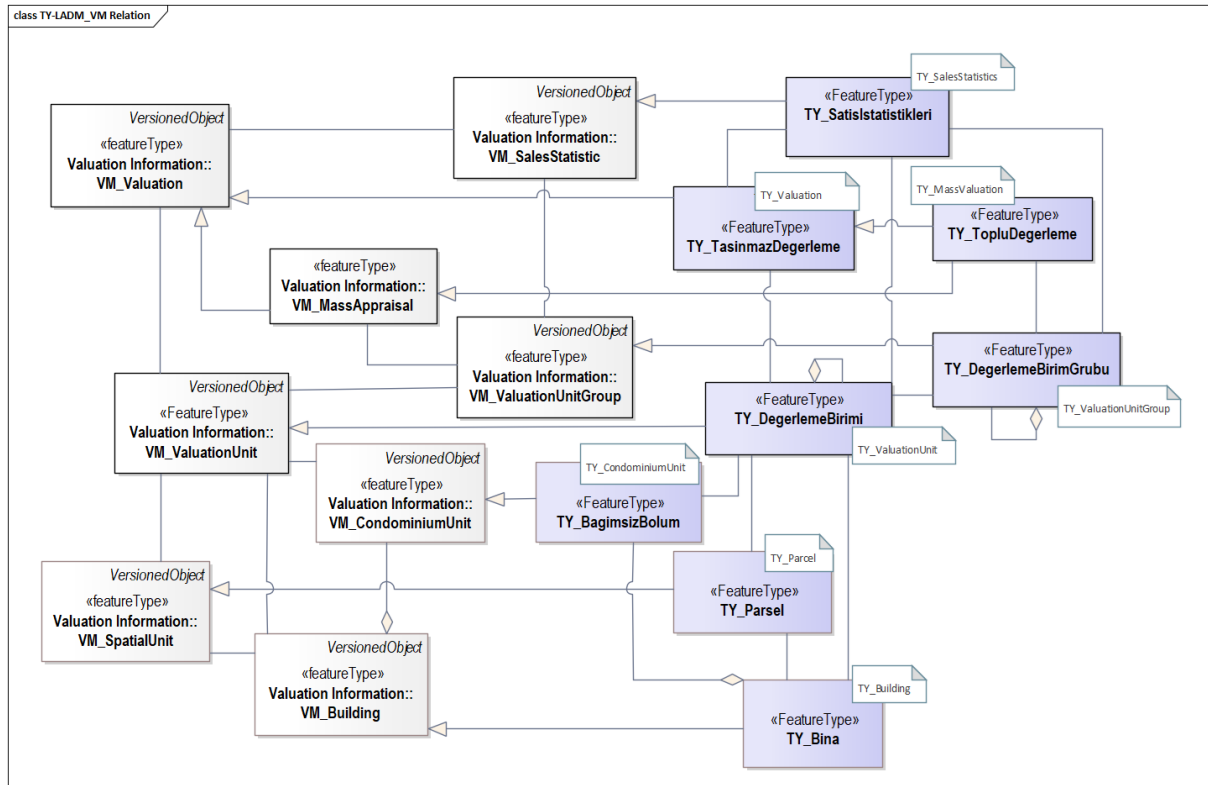 class TY-LADM_VM Relation
TY_SalesStatistics
VersionedObject
«featureType»
Valuation Information::
VM_SalesStatistic
«FeatureType»
TY_SatisIstatistikleri
VersionedObject
«featureType»
Valuation Information::
VM_Valuation
TY_Valuation
«FeatureType»
TY_TasinmazDegerleme
TY_MassValuation
«FeatureType»
TY_TopluDegerleme
«featureType»
Valuation Information::
VM_MassAppraisal
VersionedObject
«featureType»
Valuation Information::
VM_ValuationUnitGroup
«FeatureType»
TY_DegerlemeBirimGrubu
TY_ValuationUnitGroup
VersionedObject
«FeatureType»
Valuation Information::
VM_ValuationUnit
«FeatureType»
TY_DegerlemeBirimi
TY_ValuationUnit
VersionedObject
«featureType»
Valuation Information::
VM_CondominiumUnit
TY_CondominiumUnit
«FeatureType»
TY_BagimsizBolum
VersionedObject
«featureType»
Valuation Information::
VM_SpatialUnit
TY_Parcel
«FeatureType»
TY_Parsel
VersionedObject
«featureType»
Valuation Information::
VM_Building
TY_Building
«FeatureType»
TY_Bina